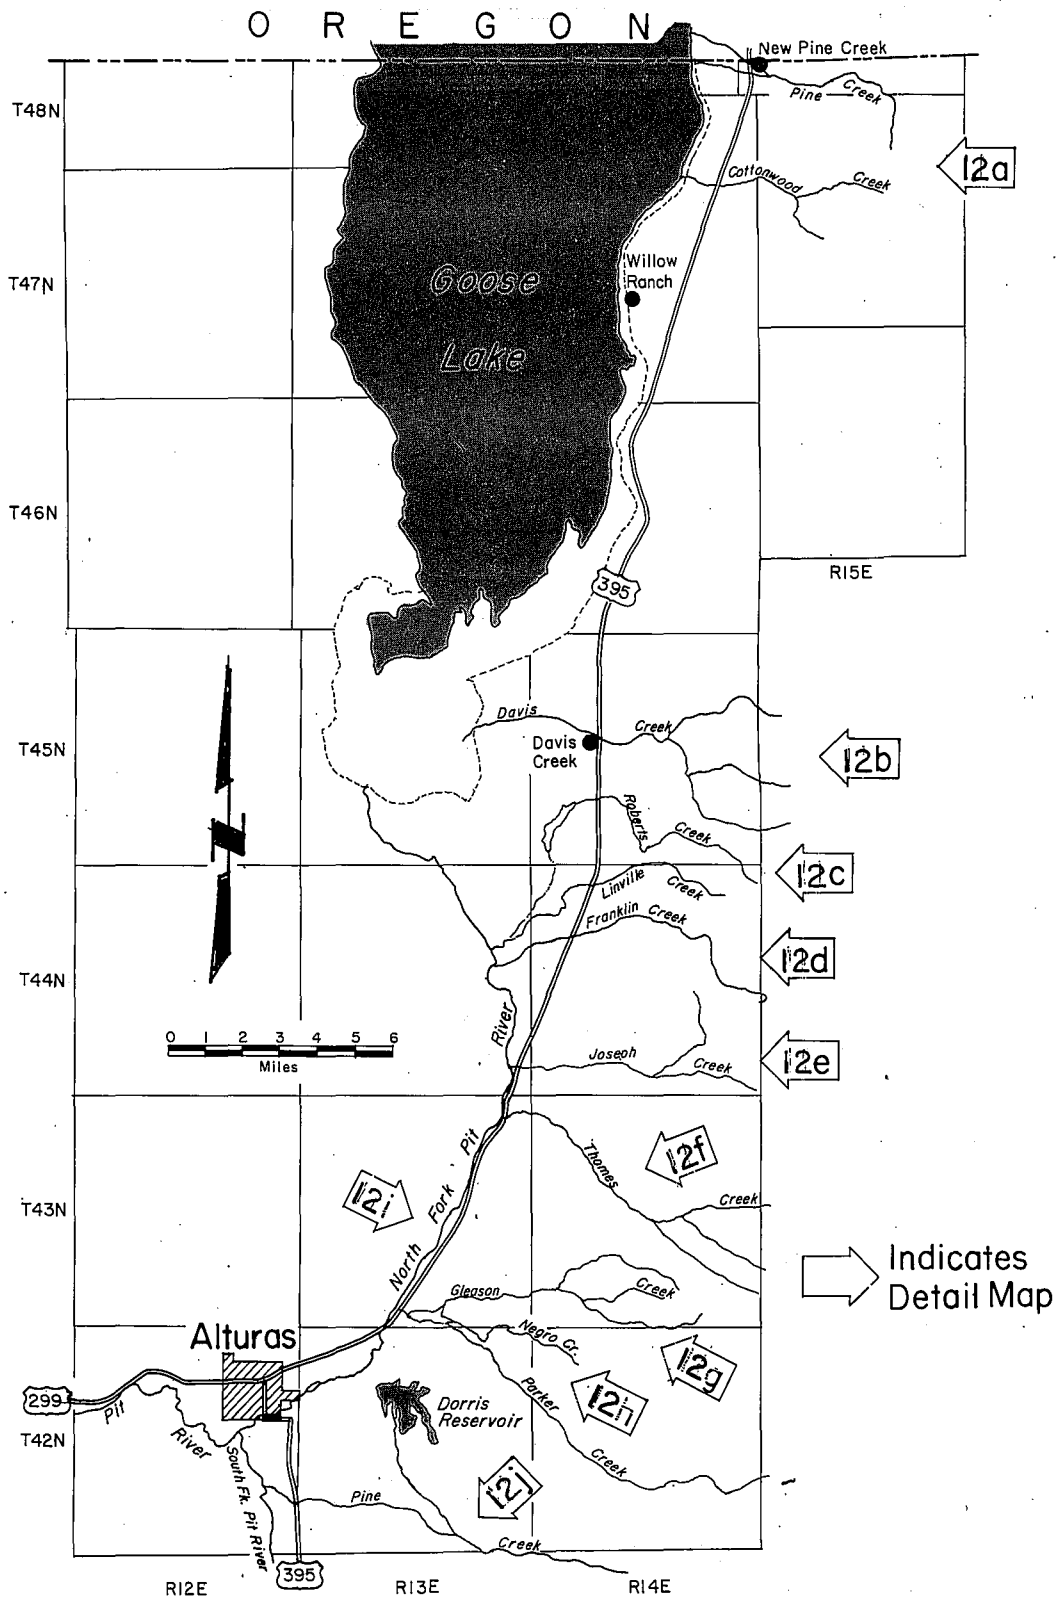 OREGON
New Pine Creek
T48N
Pine Creek
12a
Cottonwood Creek
Willow
Ranch
T47N
Goose
Lake
T46N
R15E
395
Davis Creek
T45N
Davis
Creek
12b
Roberts Creek
12c
Linville Creek
Franklin Creek
12d
T44N
River
0 1 2 3 4 5 6
Miles
Joseph Creek
12e
Pit
Thomes Creek
12f
12i
Fork
T43N
North
Indicates
Detail Map
Gleason Creek
Alturas
Negro Cr.
12g
299
Pit
River
Dorris
Reservoir
Parker
Creek
12h
T42N
South Fk. Pit River
12j
Pine
Creek
395
R12E
R13E
R14E